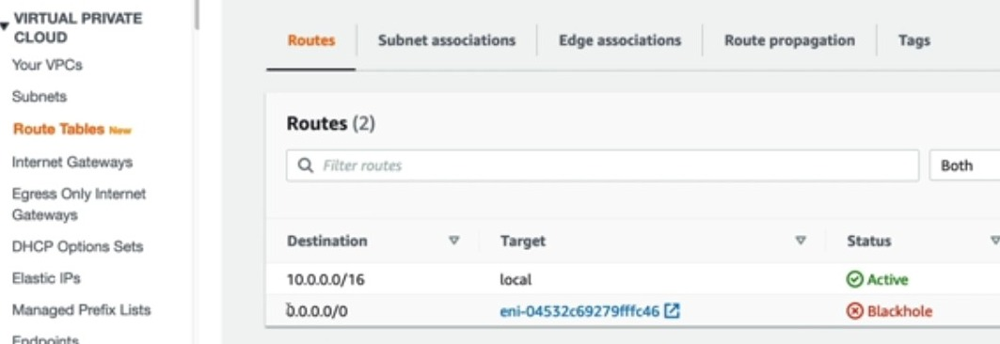 VIRTUAL PRIVATE
CLOUD
Your VPCs
Subnets
Route Tables New
Internet Gateways
Egress Only Internet
Gateways
DHCP Options Sets
Elastic IPs
Managed Prefix Lists
Endpoints
Routes
Subnet associations
Edge associations
Route propagation
Tags
Routes (2)
Filter routes
Both
Destination Target Status
10.0.0.0/16 local Active
0.0.0.0/0 eni-04532c69279fffc46 Blackhole